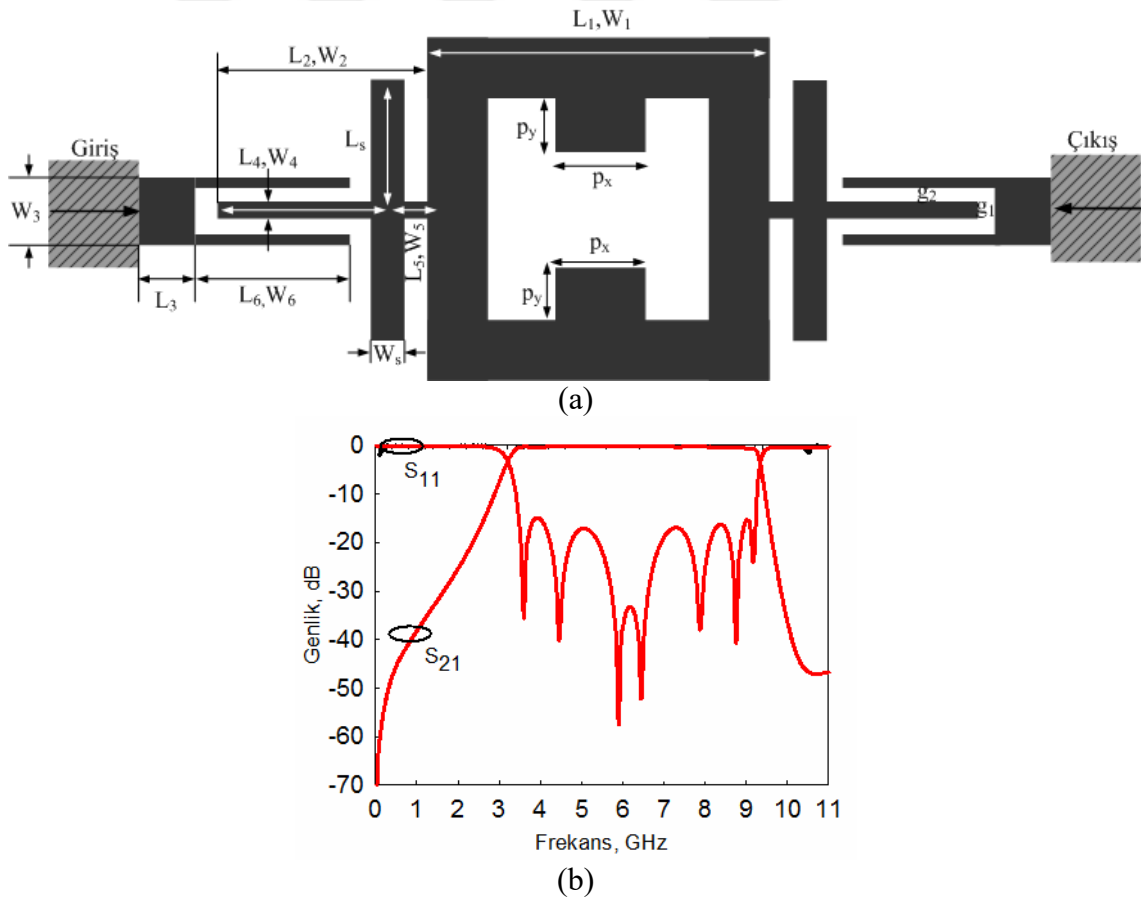 L1,W1
L2,W2
Ls
py
px
Giriş
L4,W4
W3
L5,W5
L3
L6,W6
Ws
px
py
g2
g1
Çıkış
(a)
0
-10
-20
-30
-40
-50
-60
-70
Genlik, dB
S11
S21
0 1 2 3 4 5 6 7 8 9 10 11
Frekans, GHz
(b)